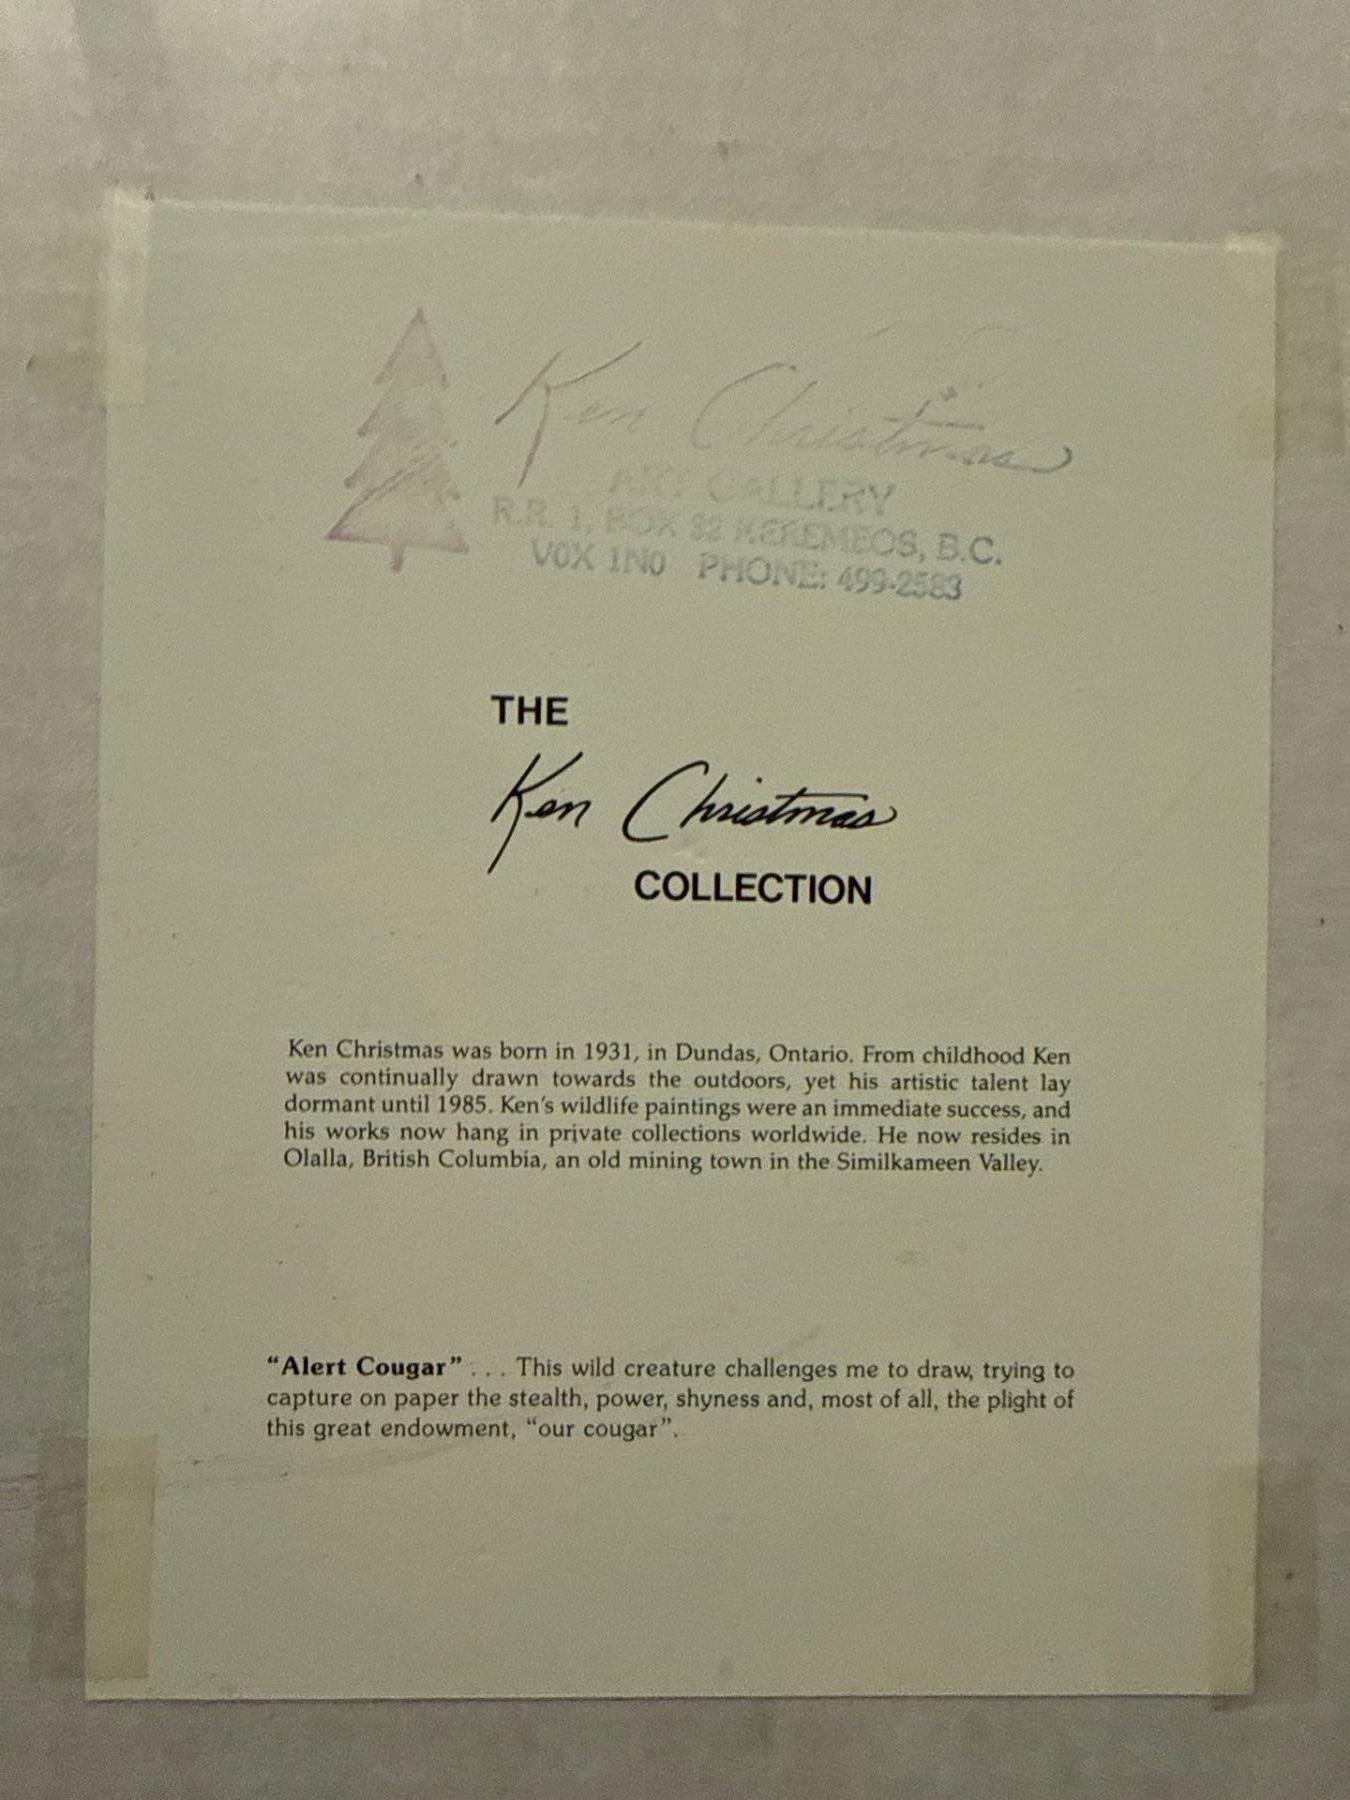 Ken Christmas
ART GALLERY
R.R. 1, BOX 32 KEREMEOS, B.C.
V0X 1N0 PHONE: 499-2583
THE
Ken Christmas
COLLECTION
Ken Christmas was born in 1931, in Dundas, Ontario. From childhood Ken
was continually drawn towards the outdoors, yet his artistic talent lay
dormant until 1985. Ken's wildlife paintings were an immediate success, and
his works now hang in private collections worldwide. He now resides in
Olalla, British Columbia, an old mining town in the Similkameen Valley.
"Alert Cougar" . . . This wild creature challenges me to draw, trying to
capture on paper the stealth, power, shyness and, most of all, the plight of
this great endowment, "our cougar".